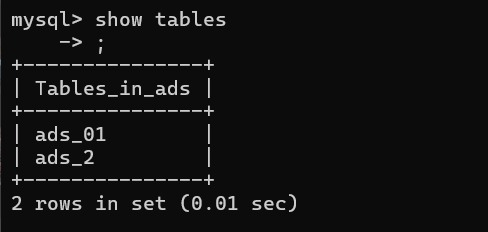 mysql> show tables
    -> ;
+---------------+
| Tables_in_ads |
+---------------+
| ads_01        |
| ads_2         |
+---------------+
2 rows in set (0.01 sec)